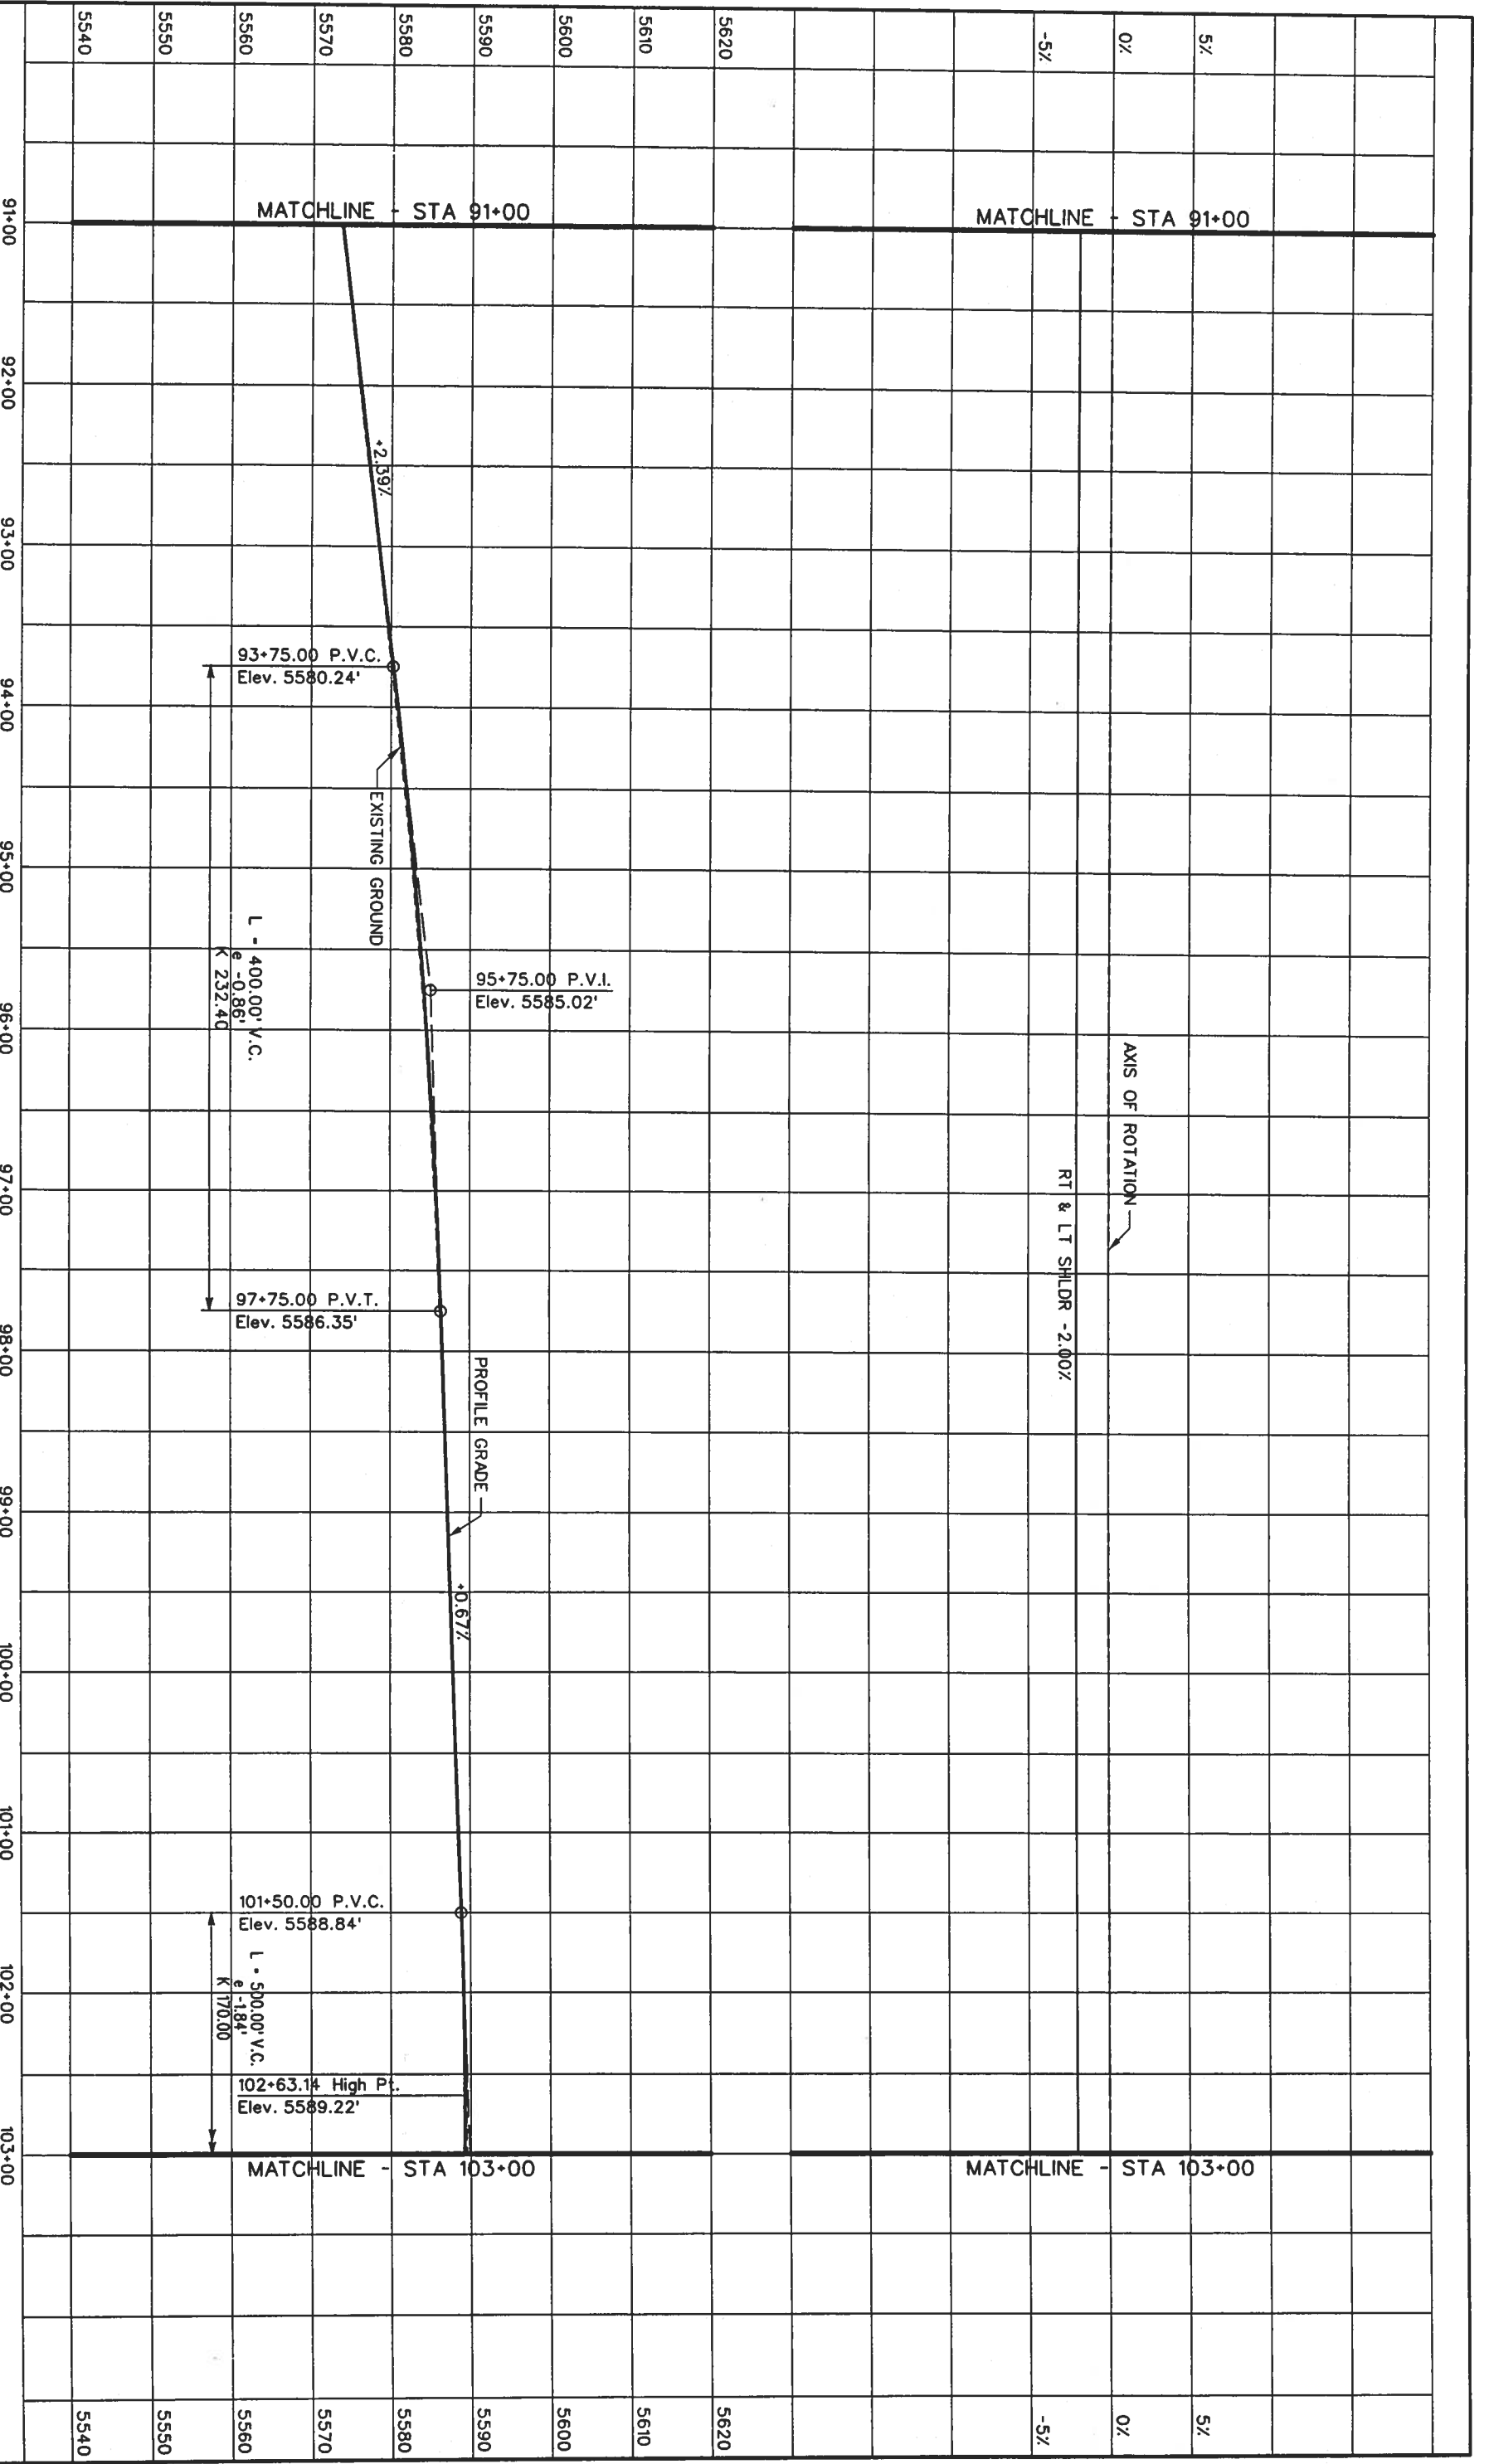 5%
0%
-5%
5620
5610
5600
5590
5580
5570
5560
5550
5540
MATCHLINE - STA 91+00
MATCHLINE - STA 91+00
+2.39%
93+75.00 P.V.C.
Elev. 5580.24'
EXISTING GROUND
L = 400.00' V.C.
e -0.86'
K 232.40
95+75.00 P.V.I.
Elev. 5585.02'
AXIS OF ROTATION
RT & LT SHLDR -2.00%
97+75.00 P.V.T.
Elev. 5586.35'
PROFILE GRADE
+0.67%
101+50.00 P.V.C.
Elev. 5588.84'
L = 500.00' V.C.
e -1.84'
K 170.00
102+63.14 High Pt.
Elev. 5589.22'
MATCHLINE - STA 103+00
MATCHLINE - STA 103+00
5%
0%
-5%
5620
5610
5600
5590
5580
5570
5560
5550
5540
91+00
92+00
93+00
94+00
95+00
96+00
97+00
98+00
99+00
100+00
101+00
102+00
103+00